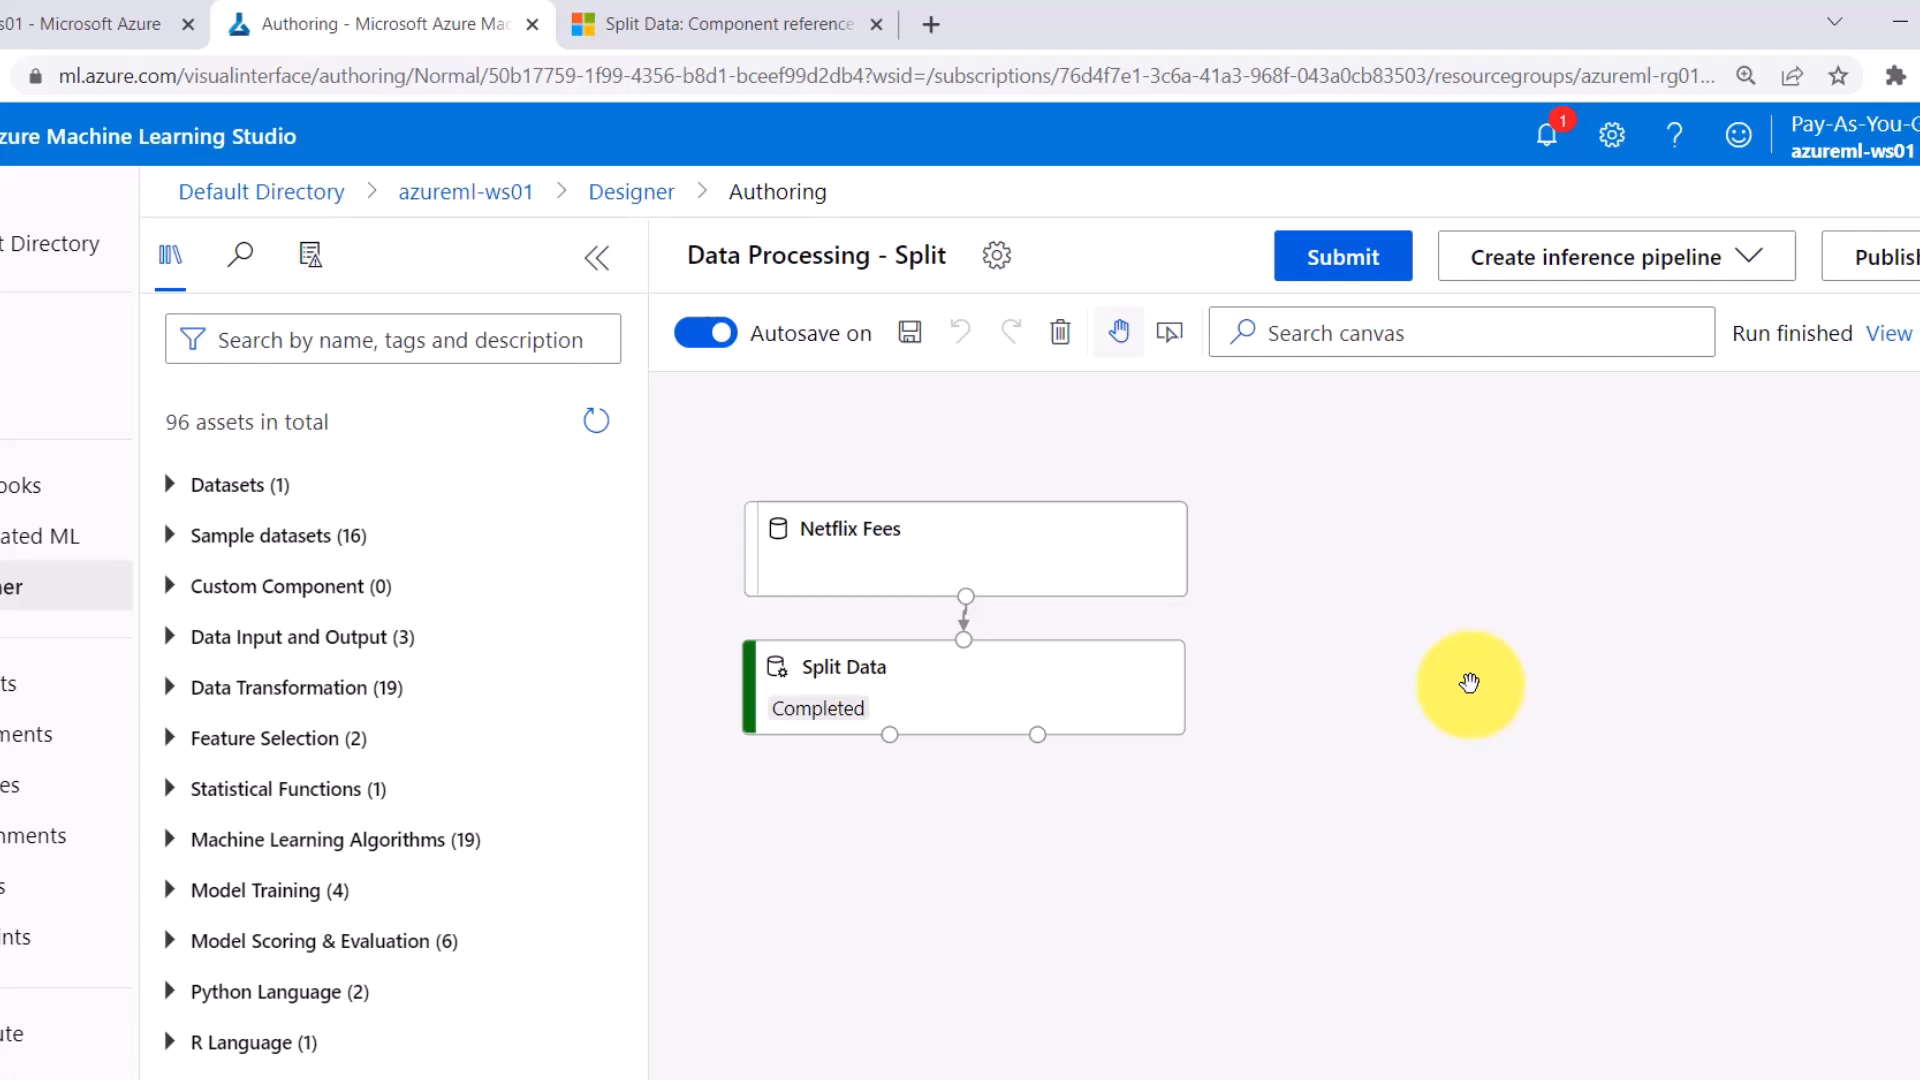 s01 - Microsoft Azure
Authoring - Microsoft Azure Mac
Split Data: Component reference
ml.azure.com/visualinterface/authoring/Normal/50b17759-1f99-4356-b8d1-bceef99d2db4?wsid=/subscriptions/76d4f7e1-3c6a-41a3-968f-043a0cb83503/resourcegroups/azureml-rg01...
zure Machine Learning Studio
1
Pay-As-You-G
azureml-ws01
Default Directory > azureml-ws01 > Designer > Authoring
t Directory
ooks
ated ML
ner
ts
ments
es
nments
s
ints
ute
Search by name, tags and description
96 assets in total
Datasets (1)
Sample datasets (16)
Custom Component (0)
Data Input and Output (3)
Data Transformation (19)
Feature Selection (2)
Statistical Functions (1)
Machine Learning Algorithms (19)
Model Training (4)
Model Scoring & Evaluation (6)
Python Language (2)
R Language (1)
Data Processing - Split
Submit
Create inference pipeline
Publish
Autosave on
Search canvas
Run finished View
Netflix Fees
Split Data
Completed